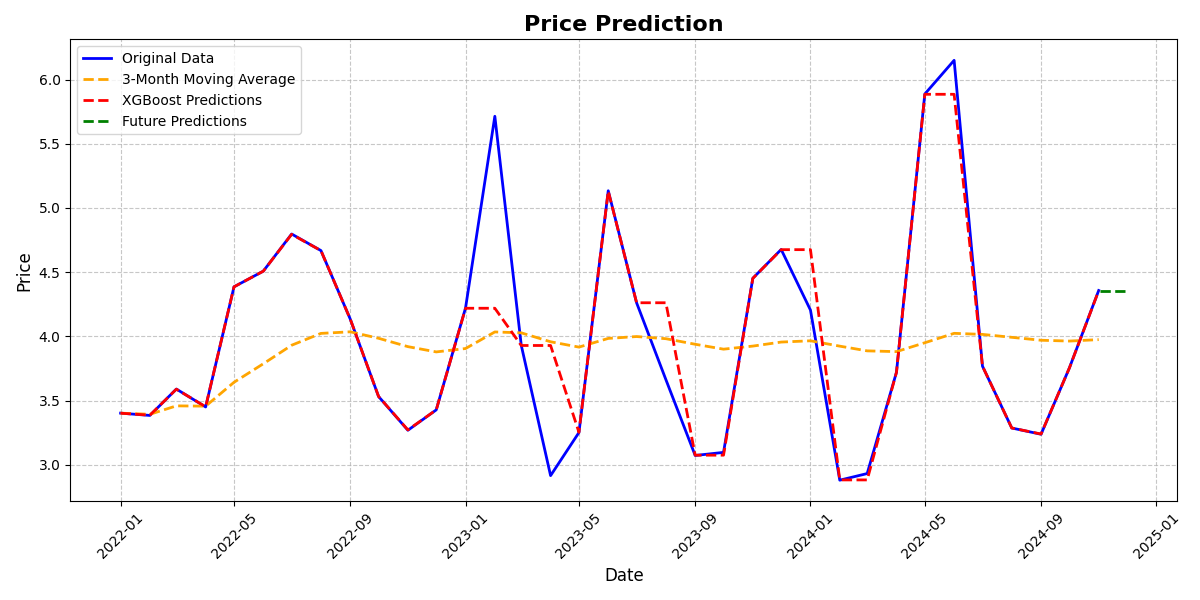 Price Prediction
Original Data
3-Month Moving Average
XGBoost Predictions
Future Predictions
Price
6.0
5.5
5.0
4.5
4.0
3.5
3.0
2022-01
2022-05
2022-09
2023-01
2023-05
2023-09
2024-01
2024-05
2024-09
2025-01
Date